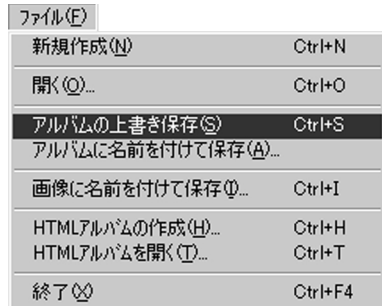 ﾌｧｲﾙ(F)
新規作成(N) Ctrl+N
開く(O)... Ctrl+O
アルバムの上書き保存(S) Ctrl+S
アルバムに名前を付けて保存(A)...
画像に名前を付けて保存(I)... Ctrl+I
HTMLアルバムの作成(H)... Ctrl+H
HTMLアルバムを開く(T)... Ctrl+T
終了(X) Ctrl+F4